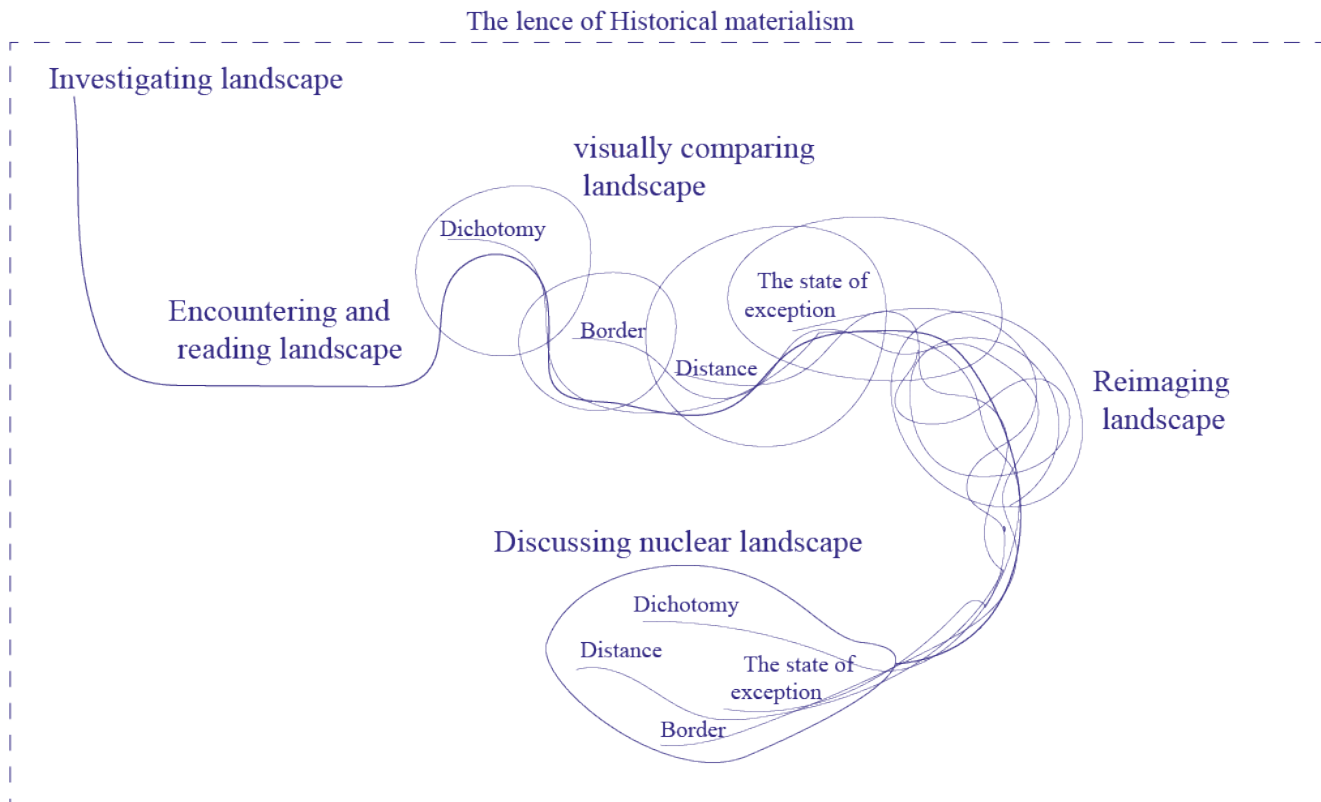 The lence of Historical materialism
Investigating landscape
visually comparing
landscape
Dichotomy
The state of
exception
Encountering and
reading landscape
Border
Distance
Reimaging
landscape
Discussing nuclear landscape
Dichotomy
Distance
The state of
exception
Border